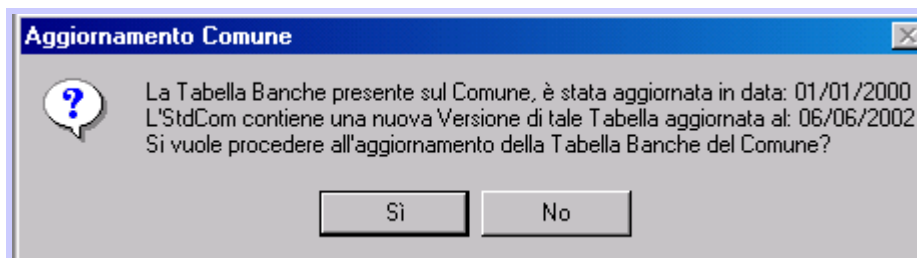 Aggiornamento Comune
La Tabella Banche presente sul Comune, è stata aggiornata in data: 01/01/2000
L'StdCom contiene una nuova Versione di tale Tabella aggiornata al: 06/06/2002
Si vuole procedere all'aggiornamento della Tabella Banche del Comune?
Sì No